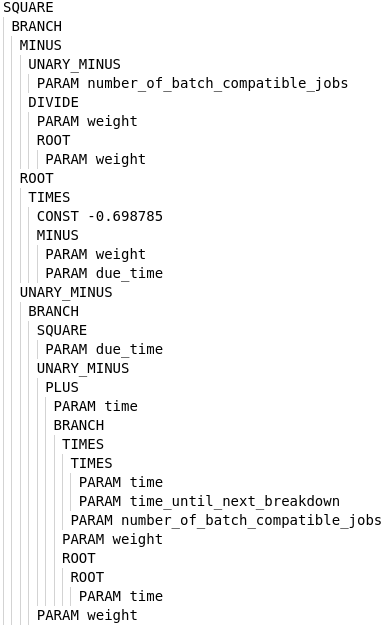 SQUARE
BRANCH
MINUS
UNARY_MINUS
PARAM number_of_batch_compatible_jobs
DIVIDE
PARAM weight
ROOT
PARAM weight
ROOT
TIMES
CONST -0.698785
MINUS
PARAM weight
PARAM due_time
UNARY_MINUS
BRANCH
SQUARE
PARAM due_time
UNARY_MINUS
PLUS
PARAM time
BRANCH
TIMES
TIMES
PARAM time
PARAM time_until_next_breakdown
PARAM number_of_batch_compatible_jobs
PARAM weight
ROOT
ROOT
PARAM time
PARAM weight